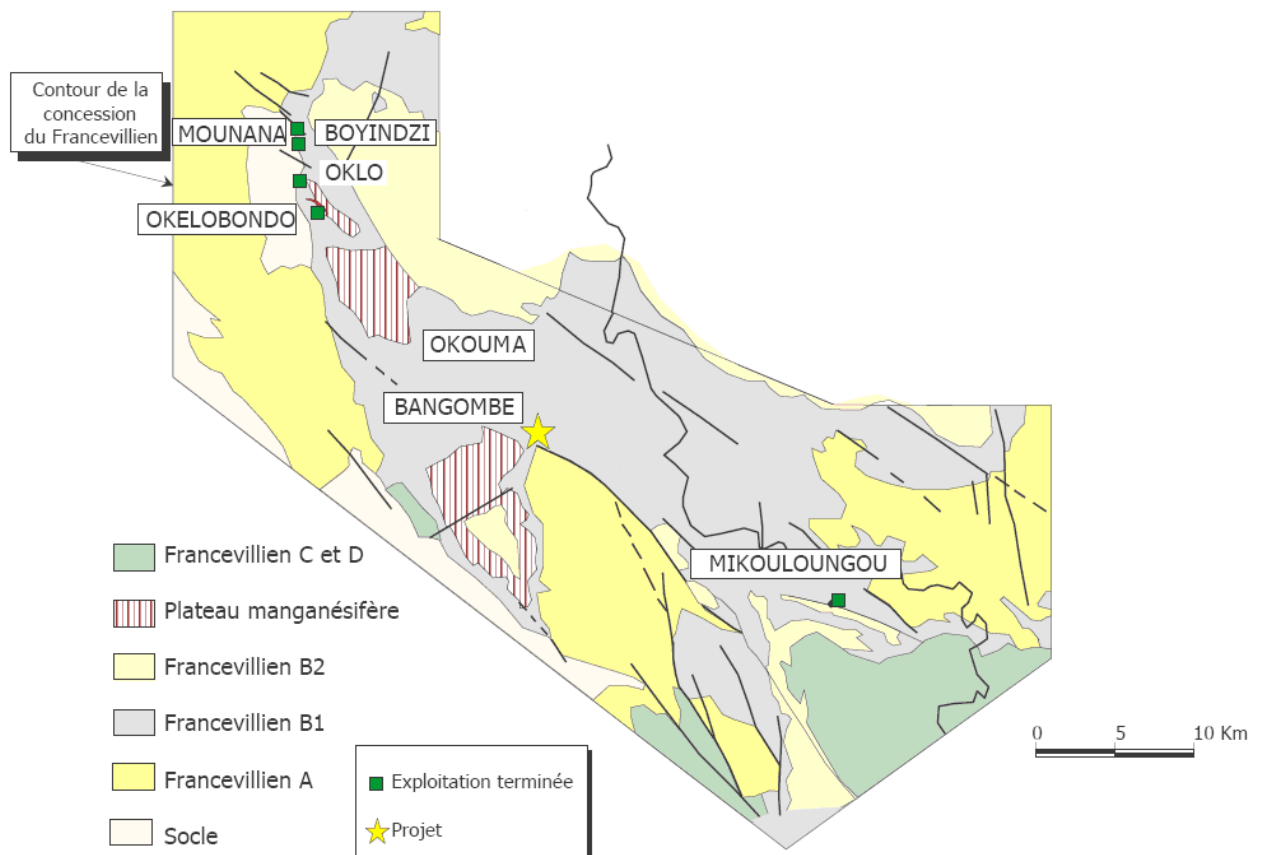 Contour de la
concession
du Francevillien
MOUNANA
BOYINDZI
OKLO
OKELOBONDO
OKOUMA
BANGOMBE
MIKOULOUNGOU
Francevillien C et D
Plateau manganésifère
Francevillien B2
Francevillien B1
Francevillien A
Socle
Exploitation terminée
Projet
0 5 10 Km